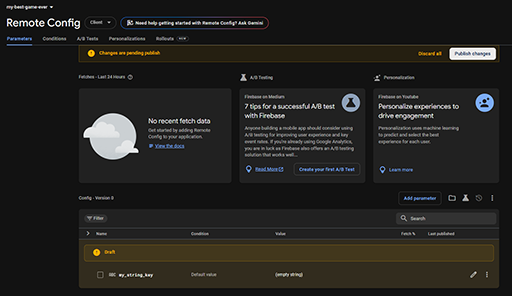 my-best-game-ever
Remote Config
Client
Need help getting started with Remote Config? Ask Gemini
Parameters
Conditions
A/B Tests
Personalizations
Rollouts
NEW
Changes are pending publish
Discard all
Publish changes
Fetches - Last 24 Hours
No recent fetch data
Get started by adding Remote
Config to your application.
View the docs
A/B Testing
Firebase on Medium
7 tips for a successful A/B test
with Firebase
Anyone building a mobile app should consider using
A/B testing for improving user experience and key
event rates. If you're already using Google Analytics,
you are in luck as Firebase also offers an A/B testing
solution that works well...
Read More
Create your first A/B Test
Personalization
Firebase on Youtube
Personalize experiences to
drive engagement
Personalization uses machine learning
to predict and select the best
experience for each user.
Learn more
Config - Version 0
Add parameter
Filter
Search
Name
Condition
Value
Fetch %
Last published
Draft
my_string_key
Default value
(empty string)